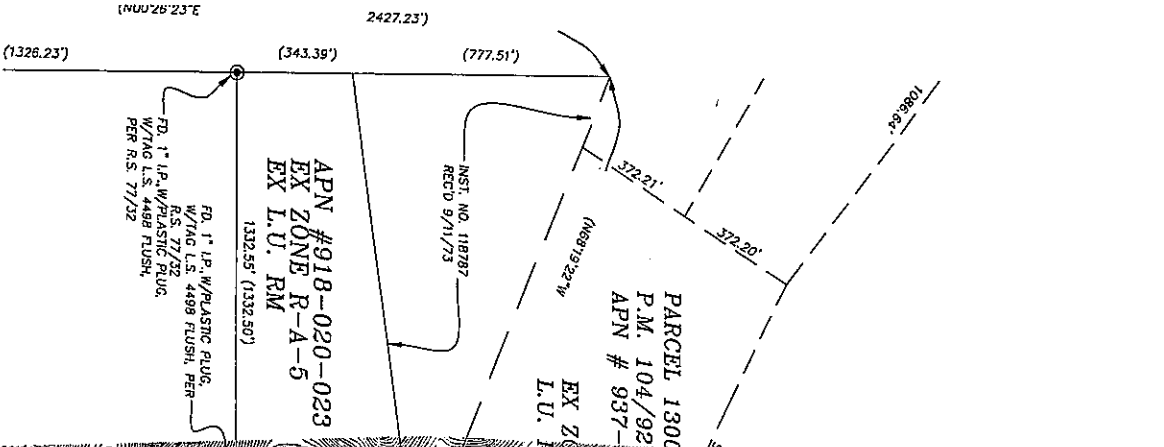 (N00°26'23"E
2427.23')
(1326.23')
(343.39')
(777.51')
1086.64'
372.21'
372.20'
(N68°19'22"W
INST. NO. 118787
REC'D 9/11/73
APN #918-020-023
EX ZONE R-A-5
EX L.U. RM
1332.55' (1332.50')
FD. 1" I.P., W/PLASTIC PLUG,
W/TAG L.S. 4498 FLUSH, PER
R.S. 77/32
FD. 1" I.P., W/PLASTIC PLUG,
W/TAG L.S. 4498 FLUSH,
PER R.S. 77/32
PARCEL 1300
P.M. 104/92
APN # 937-
EX ZO
L.U.